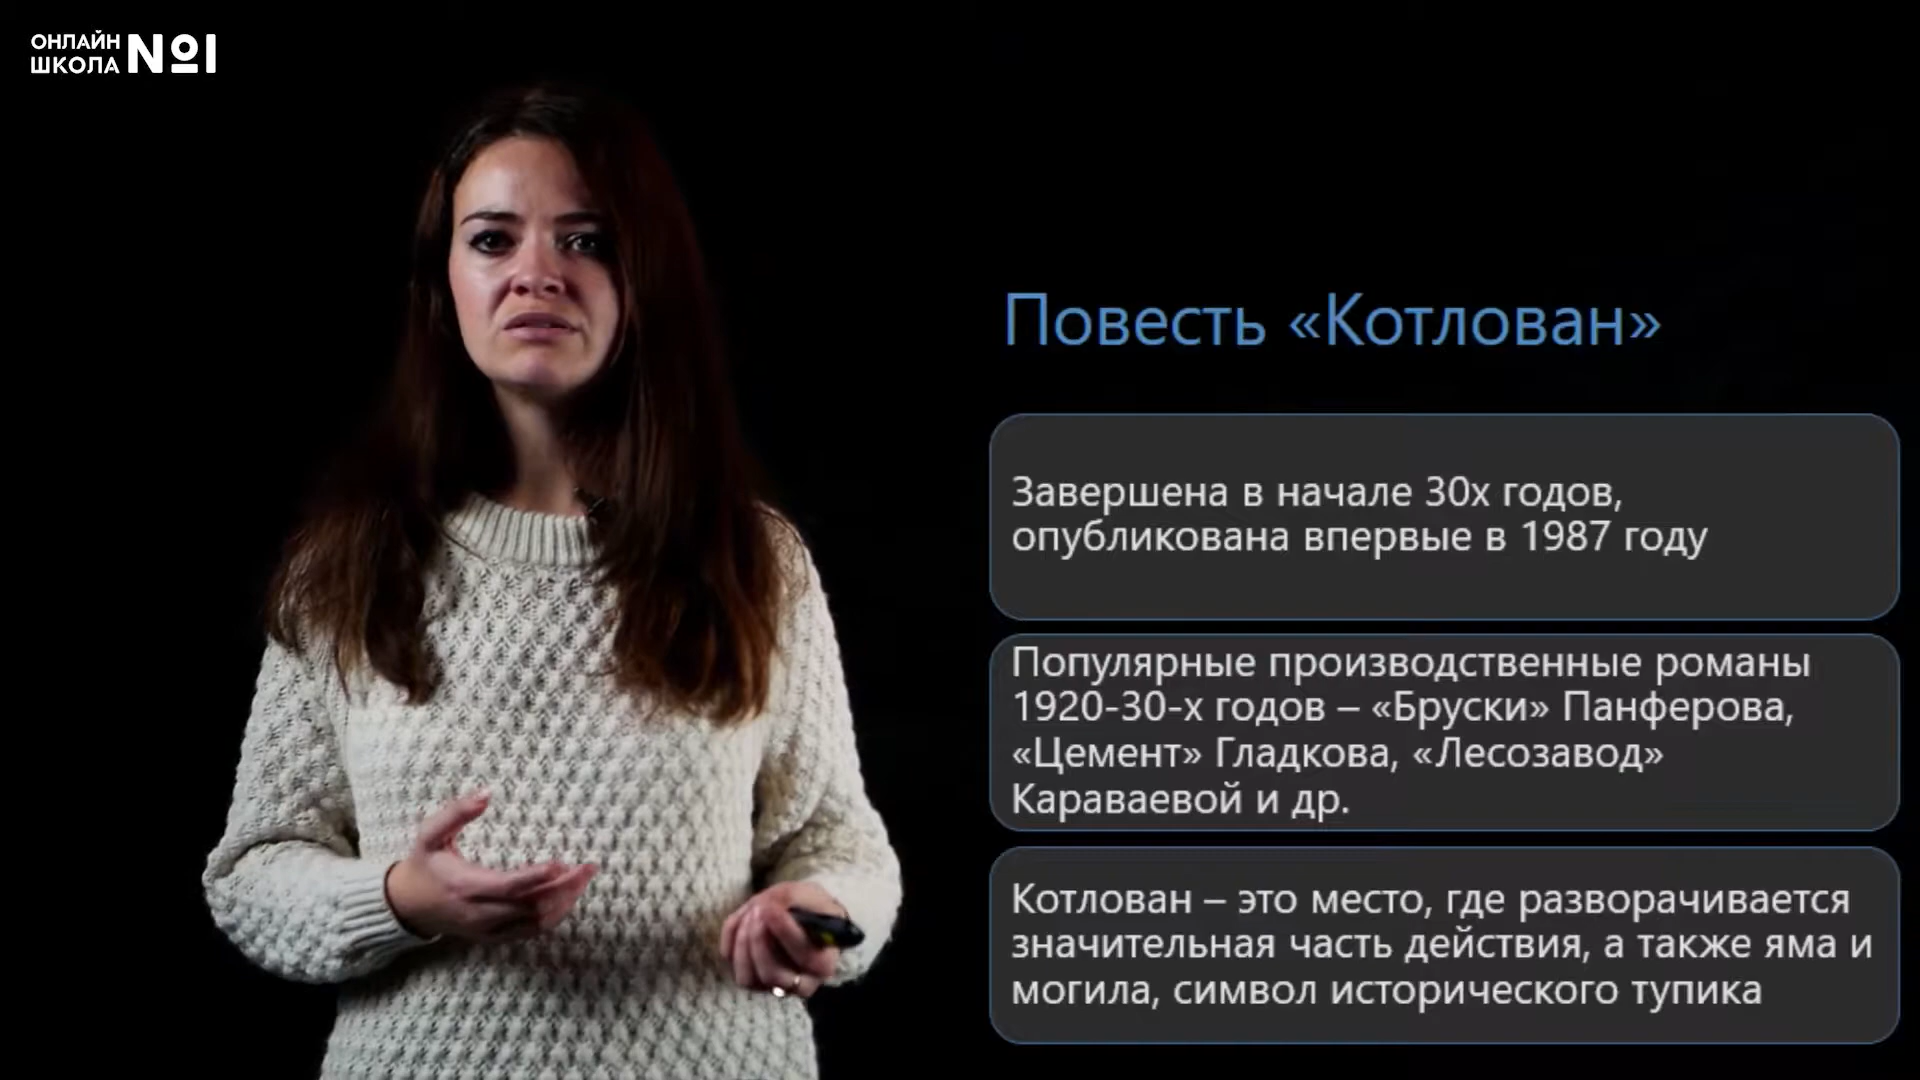 ОНЛАЙН
ШКОЛА №1
Повесть «Котлован»
Завершена в начале 30х годов,
опубликована впервые в 1987 году
Популярные производственные романы
1920-30-х годов – «Бруски» Панферова,
«Цемент» Гладкова, «Лесозавод»
Караваевой и др.
Котлован – это место, где разворачивается
значительная часть действия, а также яма и
могила, символ исторического тупика